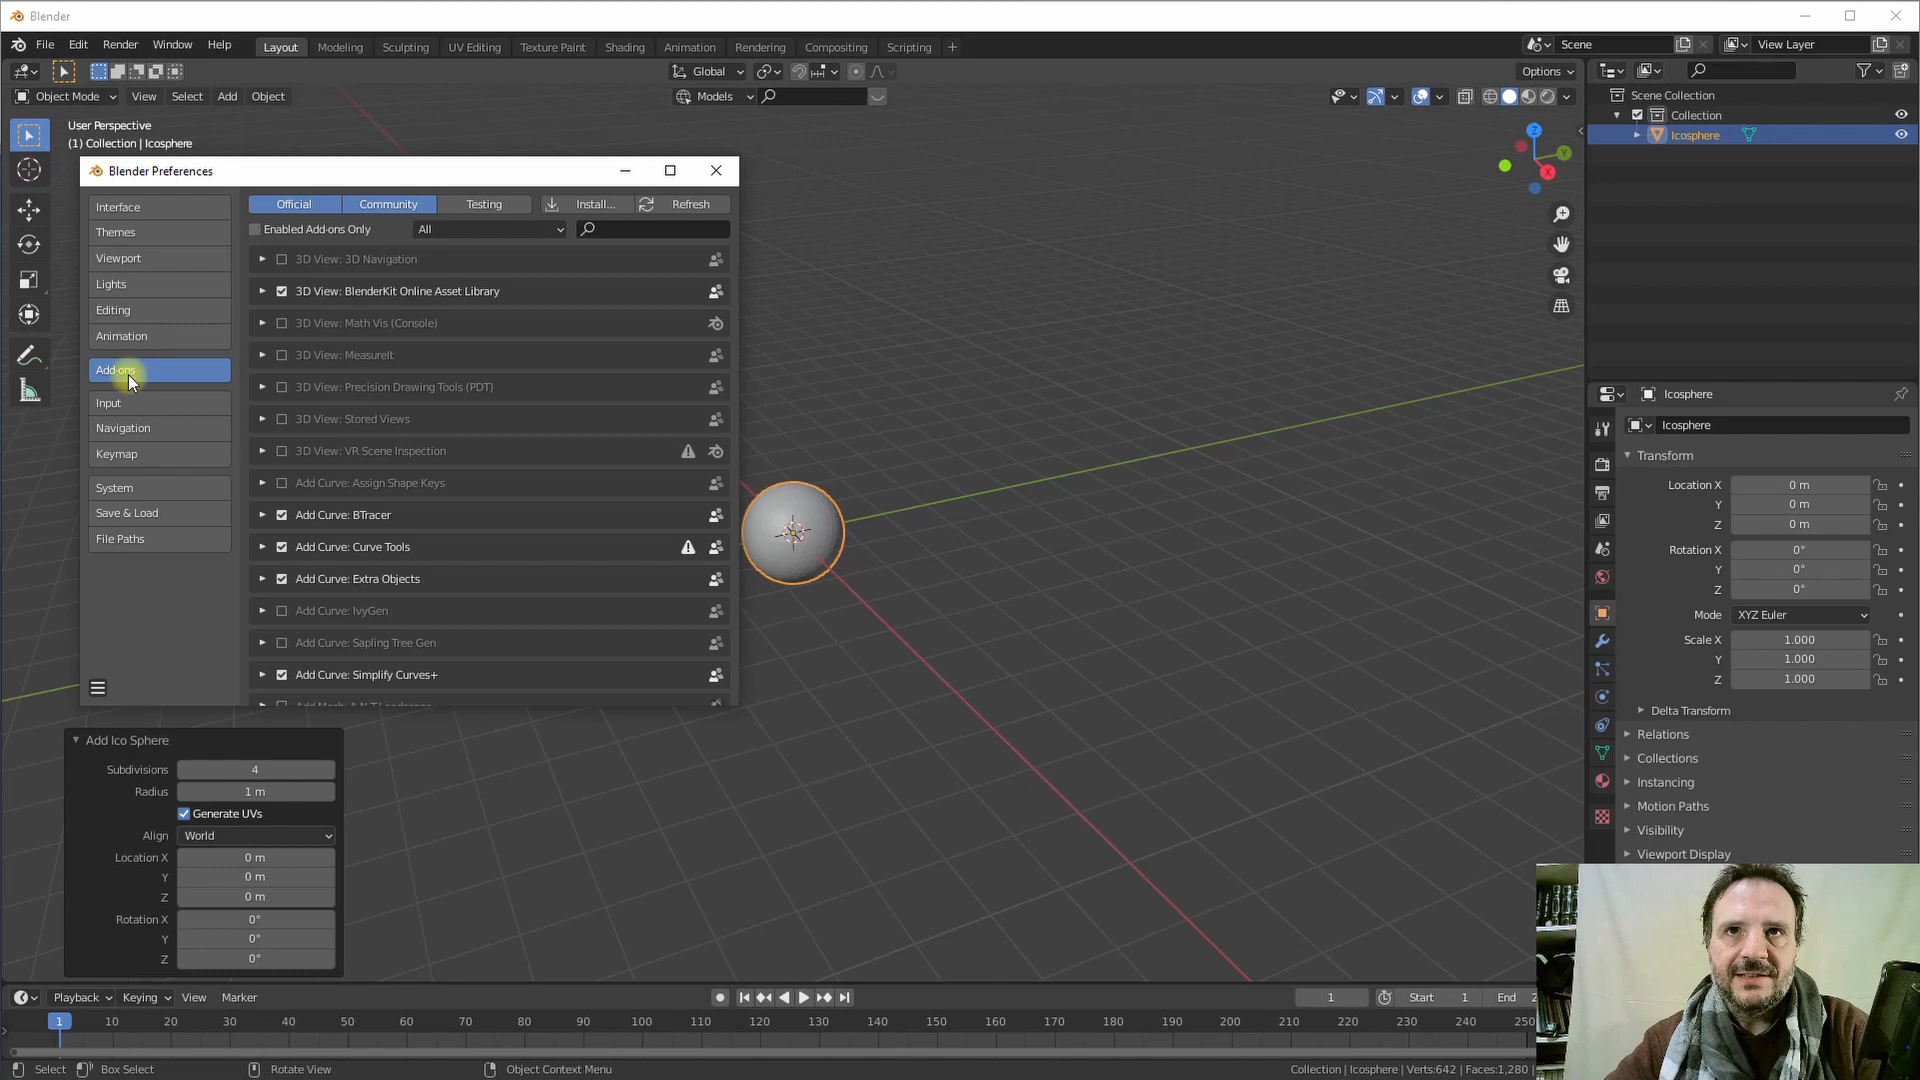 Blender
File Edit Render Window Help Layout Modeling Sculpting UV Editing Texture Paint Shading Animation Rendering Compositing Scripting + Scene View Layer
Global Options
Object Mode View Select Add Object Models
User Perspective
(1) Collection | Icosphere
Scene Collection
Collection
Icosphere
Z
Y
X
Blender Preferences
Interface
Themes
Viewport
Lights
Editing
Animation
Add-ons
Input
Navigation
Keymap
System
Save & Load
File Paths
Official Community Testing Install... Refresh
Enabled Add-ons Only All
3D View: 3D Navigation
3D View: BlenderKit Online Asset Library
3D View: Math Vis (Console)
3D View: MeasureIt
3D View: Precision Drawing Tools (PDT)
3D View: Stored Views
3D View: VR Scene Inspection
Add Curve: Assign Shape Keys
Add Curve: BTracer
Add Curve: Curve Tools
Add Curve: Extra Objects
Add Curve: IvyGen
Add Curve: Sapling Tree Gen
Add Curve: Simplify Curves+
Add Ico Sphere
Subdivisions 4
Radius 1 m
Generate UVs
Align World
Location X 0 m
Y 0 m
Z 0 m
Rotation X 0°
Y 0°
Z 0°
Icosphere
Icosphere
Transform
Location X 0 m
Y 0 m
Z 0 m
Rotation X 0°
Y 0°
Z 0°
Mode XYZ Euler
Scale X 1.000
Y 1.000
Z 1.000
Delta Transform
Relations
Collections
Instancing
Motion Paths
Visibility
Viewport Display
Playback Keying View Marker 1 Start 1 End
1 10 20 30 40 50 60 70 80 90 100 110 120 130 140 150 160 170 180 190 200 210 220 230 240 250
Select Box Select Rotate View Object Context Menu Collection | Icosphere | Verts:642 | Faces:1,280 |